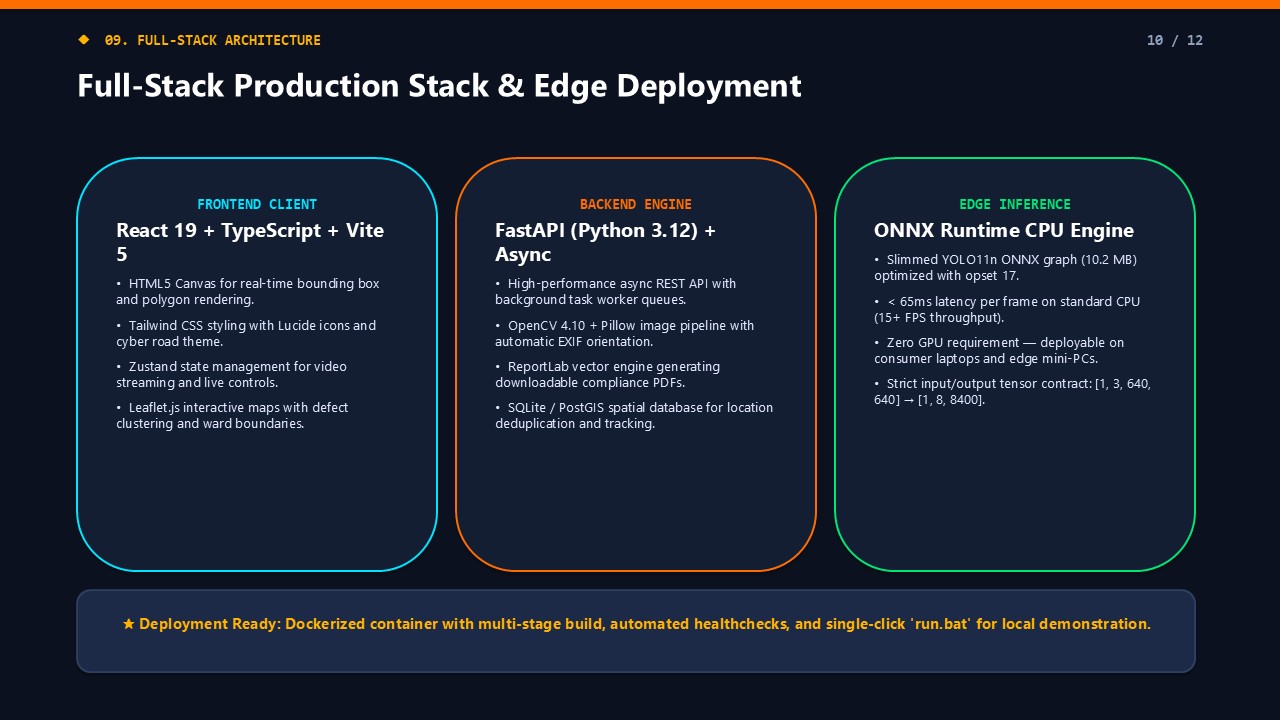 ◆ 09. FULL-STACK ARCHITECTURE
10 / 12
Full-Stack Production Stack & Edge Deployment
FRONTEND CLIENT
React 19 + TypeScript + Vite
5
• HTML5 Canvas for real-time bounding box
and polygon rendering.
• Tailwind CSS styling with Lucide icons and
cyber road theme.
• Zustand state management for video
streaming and live controls.
• Leaflet.js interactive maps with defect
clustering and ward boundaries.
BACKEND ENGINE
FastAPI (Python 3.12) +
Async
• High-performance async REST API with
background task worker queues.
• OpenCV 4.10 + Pillow image pipeline with
automatic EXIF orientation.
• ReportLab vector engine generating
downloadable compliance PDFs.
• SQLite / PostGIS spatial database for location
deduplication and tracking.
EDGE INFERENCE
ONNX Runtime CPU Engine
• Slimmed YOLO11n ONNX graph (10.2 MB)
optimized with opset 17.
• < 65ms latency per frame on standard CPU
(15+ FPS throughput).
• Zero GPU requirement — deployable on
consumer laptops and edge mini-PCs.
• Strict input/output tensor contract: [1, 3, 640,
640] → [1, 8, 8400].
★ Deployment Ready: Dockerized container with multi-stage build, automated healthchecks, and single-click 'run.bat' for local demonstration.